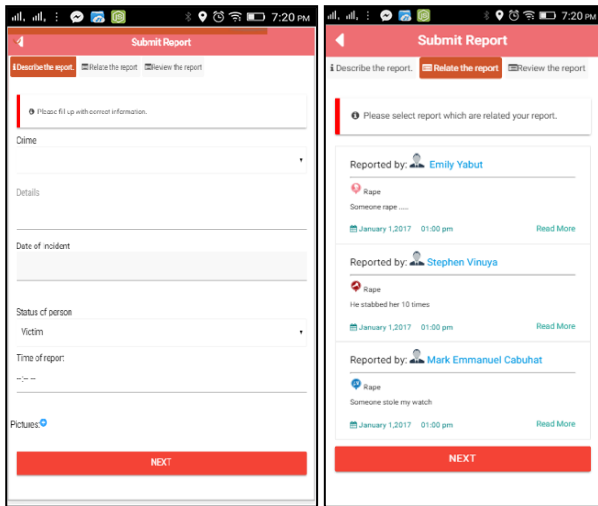 7:20 PM
Submit Report
Describe the report. Relate the report Review the report
Please fill up with correct information.
Crime
Details
Date of incident
Status of person
Victim
Time of report:
--:-- --
Pictures:
NEXT
7:20 PM
Submit Report
Describe the report. Relate the report Review the report
Please select report which are related your report.
Reported by: Emily Yabut
Rape
Someone rape .....
January 1,2017 01:00 pm Read More
Reported by: Stephen Vinuya
Rape
He stabbed her 10 times
January 1,2017 01:00 pm Read More
Reported by: Mark Emmanuel Cabuhat
Rape
Someone stole my watch
January 1,2017 01:00 pm Read More
NEXT